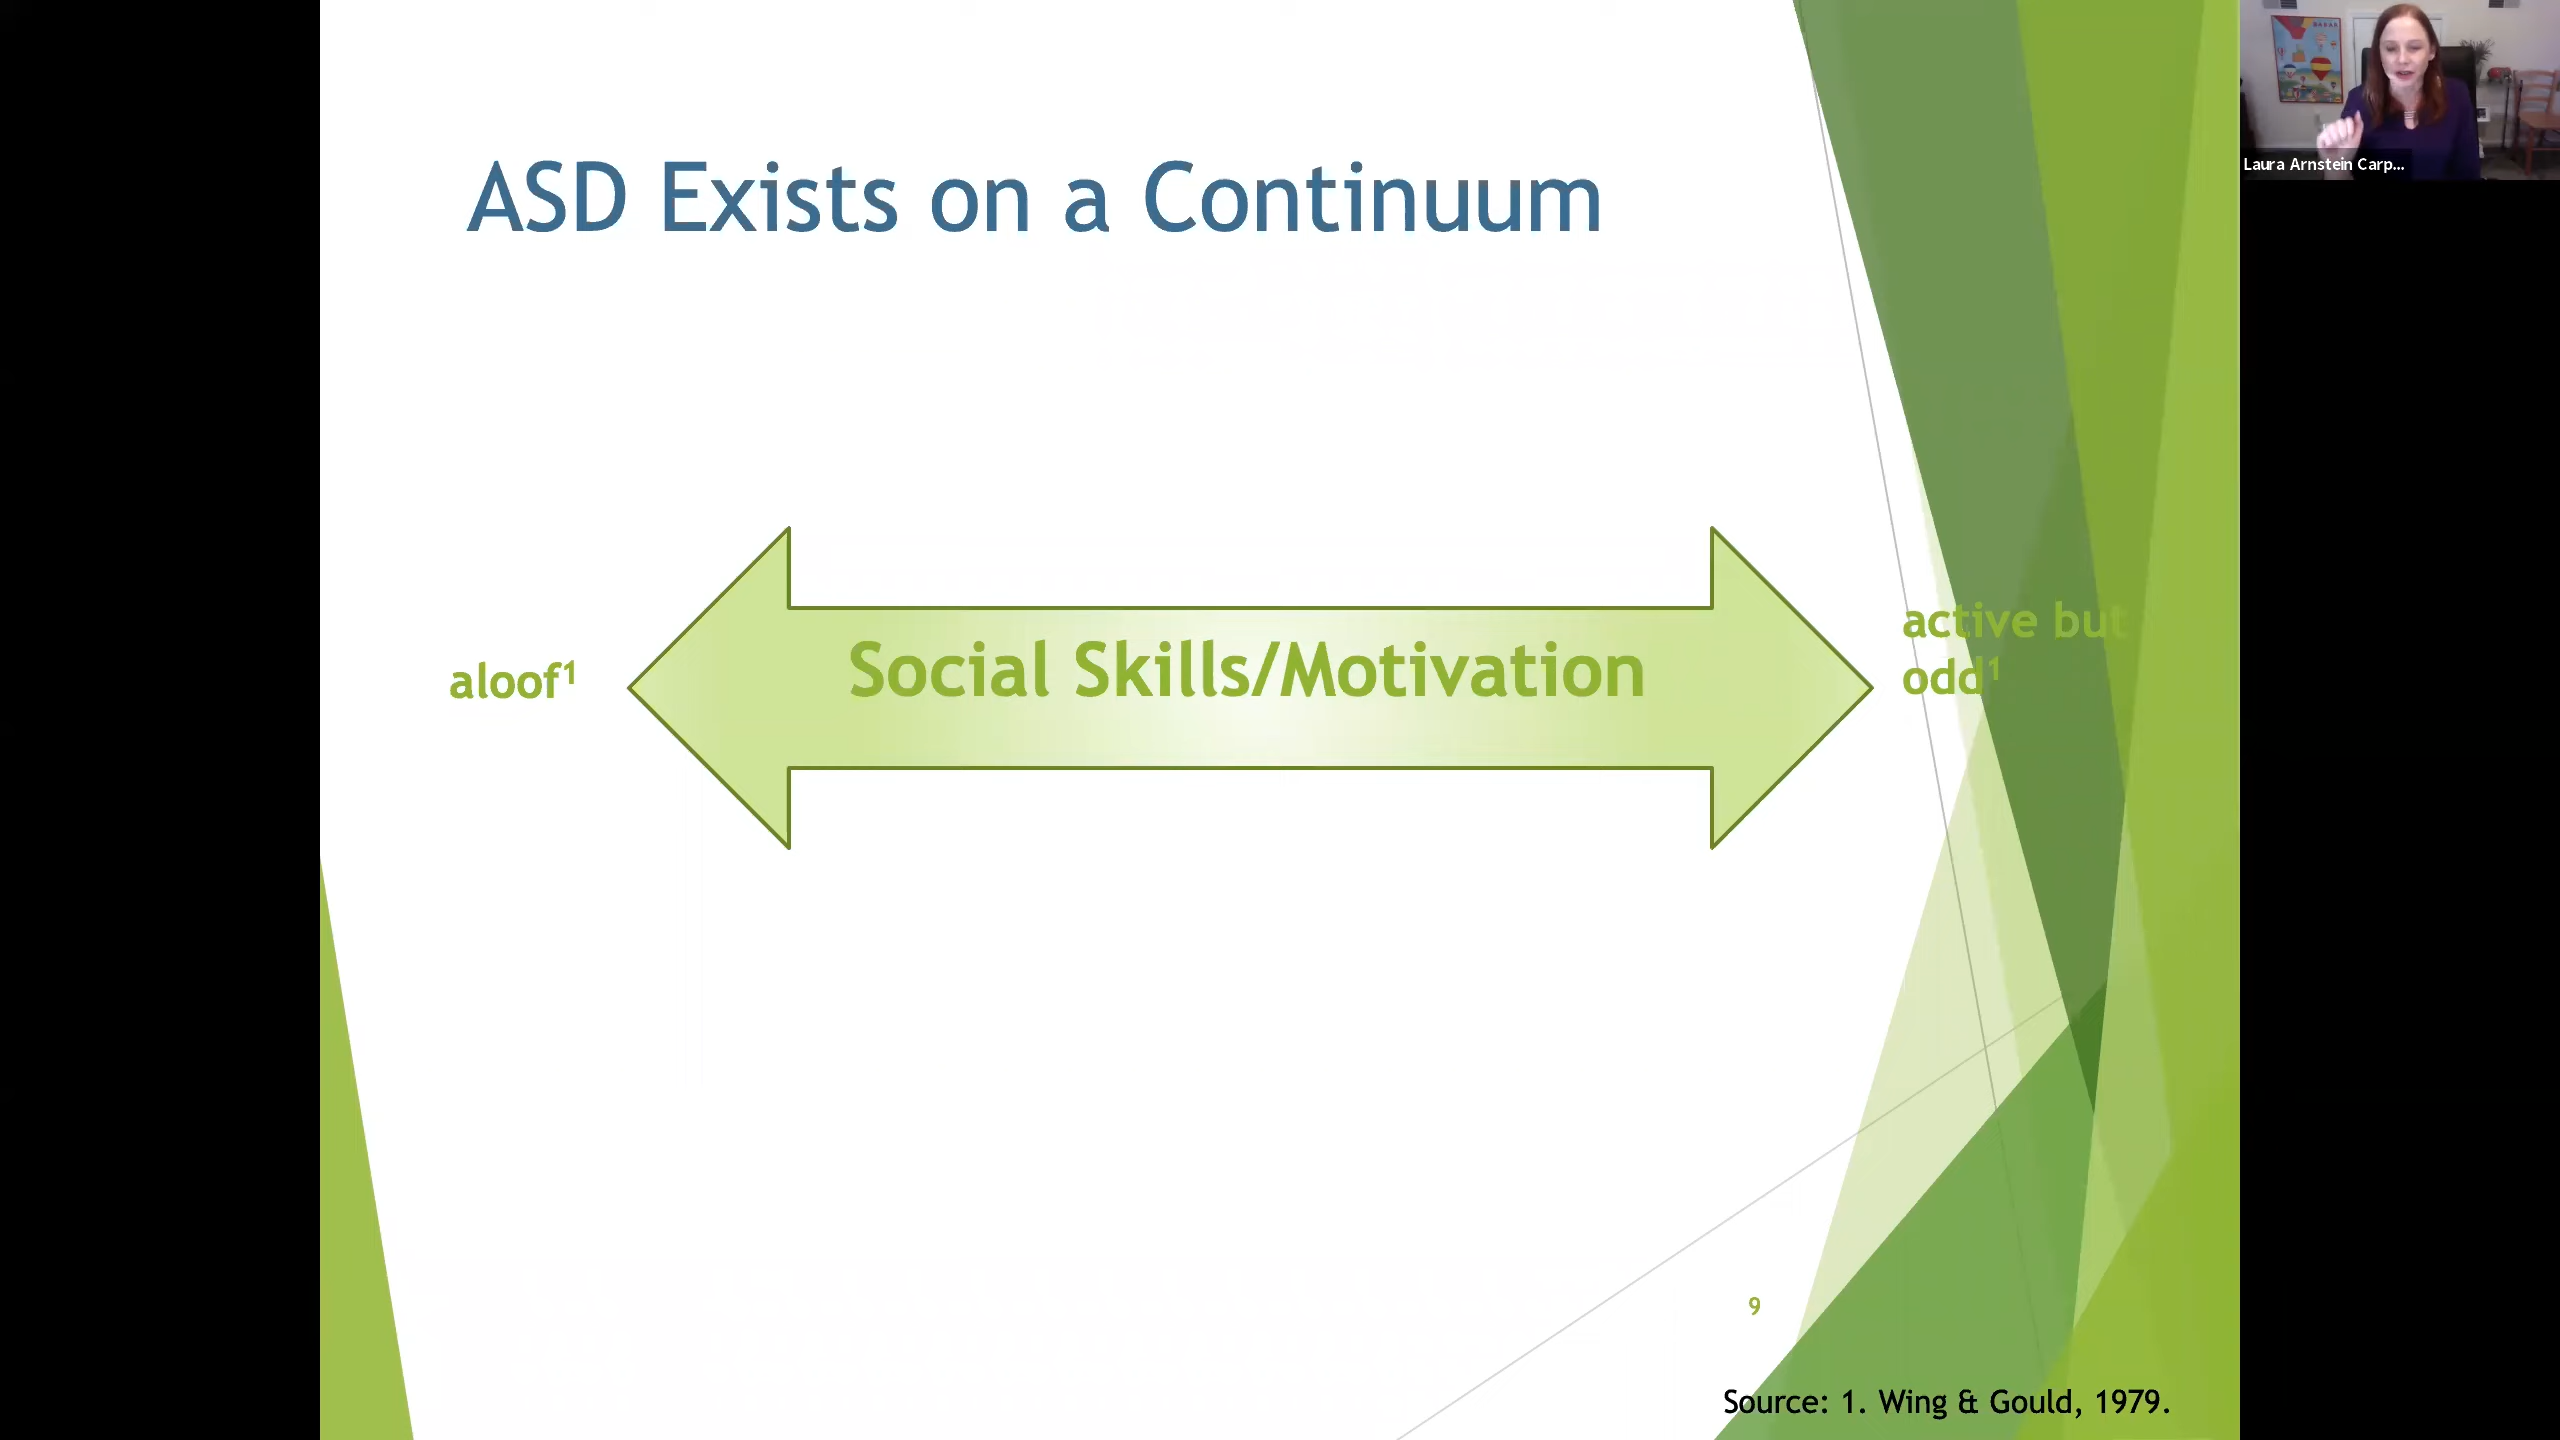 ASD Exists on a Continuum
aloof¹
Social Skills/Motivation
active but
odd¹
9
Source: 1. Wing & Gould, 1979.
Laura Arnstein Carp...